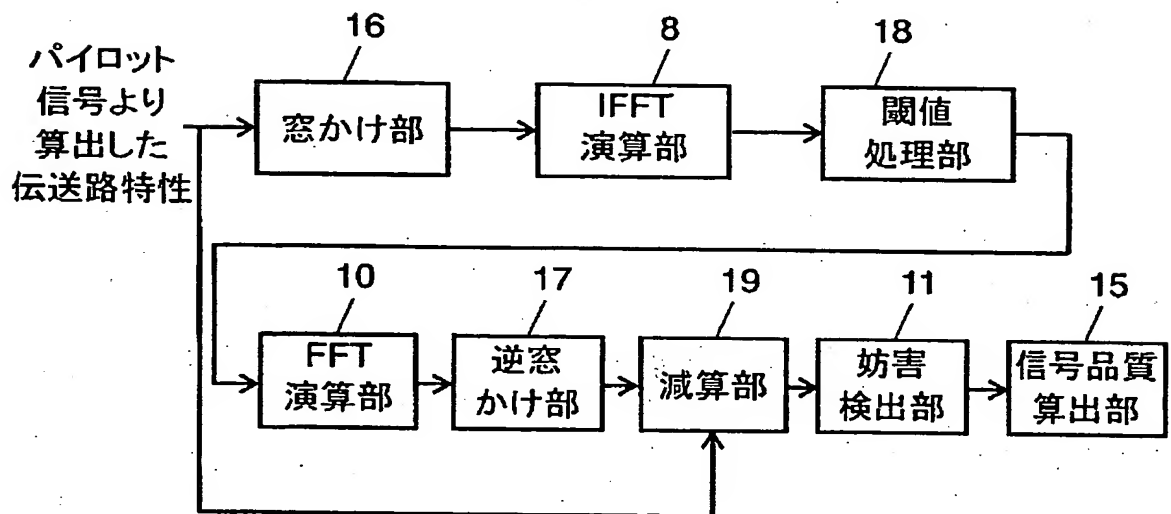 パイロット
信号より
算出した
伝送路特性
16
窓かけ部
8
IFFT
演算部
18
閾値
処理部
10
FFT
演算部
17
逆窓
かけ部
19
減算部
11
妨害
検出部
15
信号品質
算出部